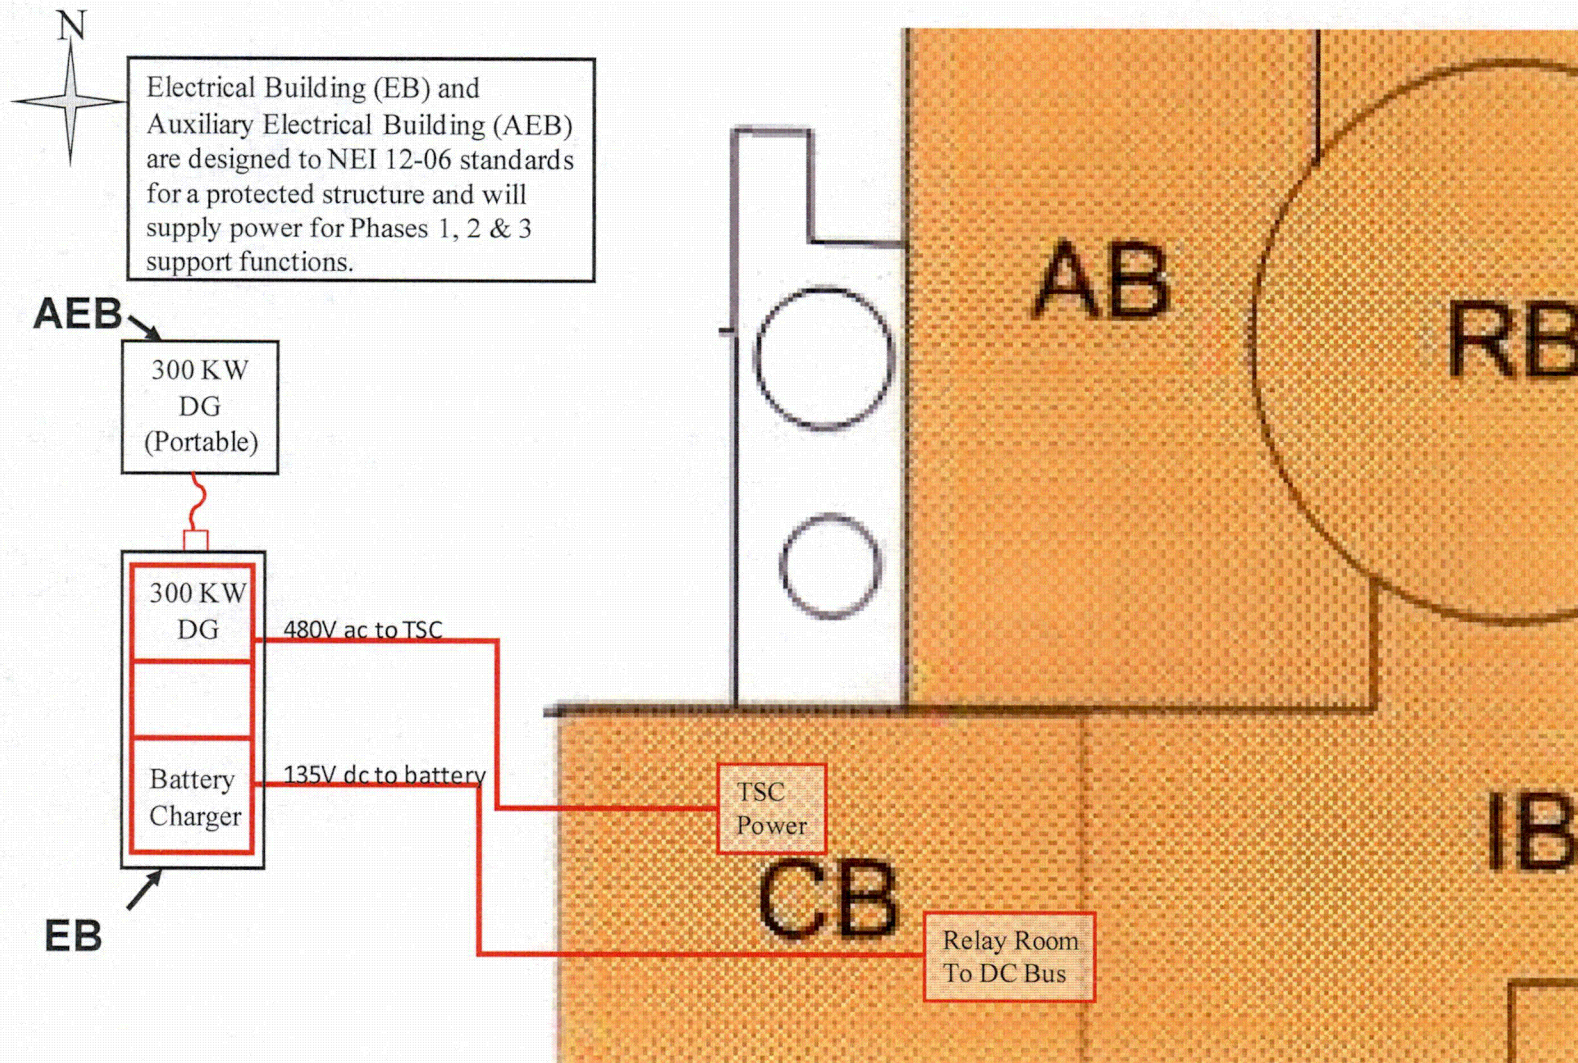 N
Electrical Building (EB) and
Auxiliary Electrical Building (AEB)
are designed to NEI 12-06 standards
for a protected structure and will
supply power for Phases 1, 2 & 3
support functions.
AEB
300 KW
DG
(Portable)
300 KW
DG
480V ac to TSC
Battery
Charger
135V dc to battery
EB
AB
RB
TSC
Power
CB
IB
Relay Room
To DC Bus